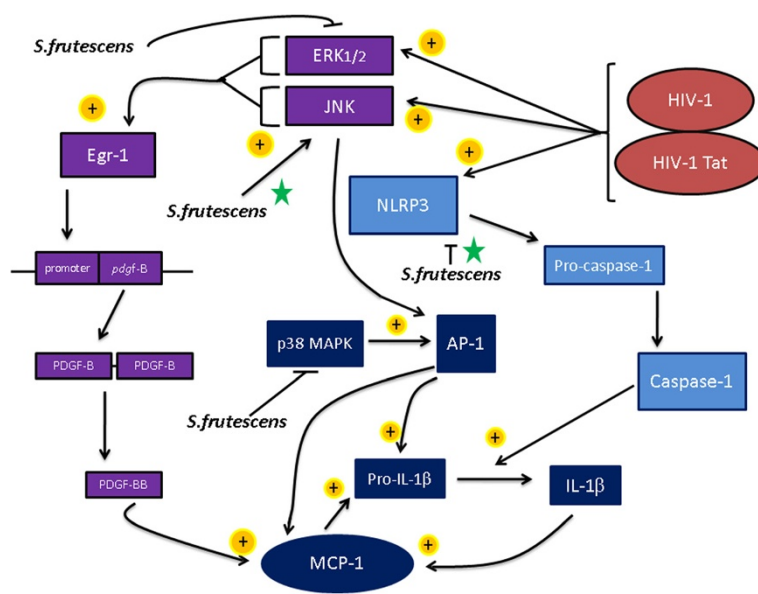 S.frutescens
ERK1/2
+
HIV-1
JNK
+
+
+
+
Egr-1
HIV-1 Tat
S.frutescens
NLRP3
promoter
pdgf-B
S.frutescens
Pro-caspase-1
p38 MAPK
+
AP-1
PDGF-B
PDGF-B
Caspase-1
S.frutescens
+
+
PDGF-BB
Pro-IL-1β
IL-1β
+
+
+
MCP-1